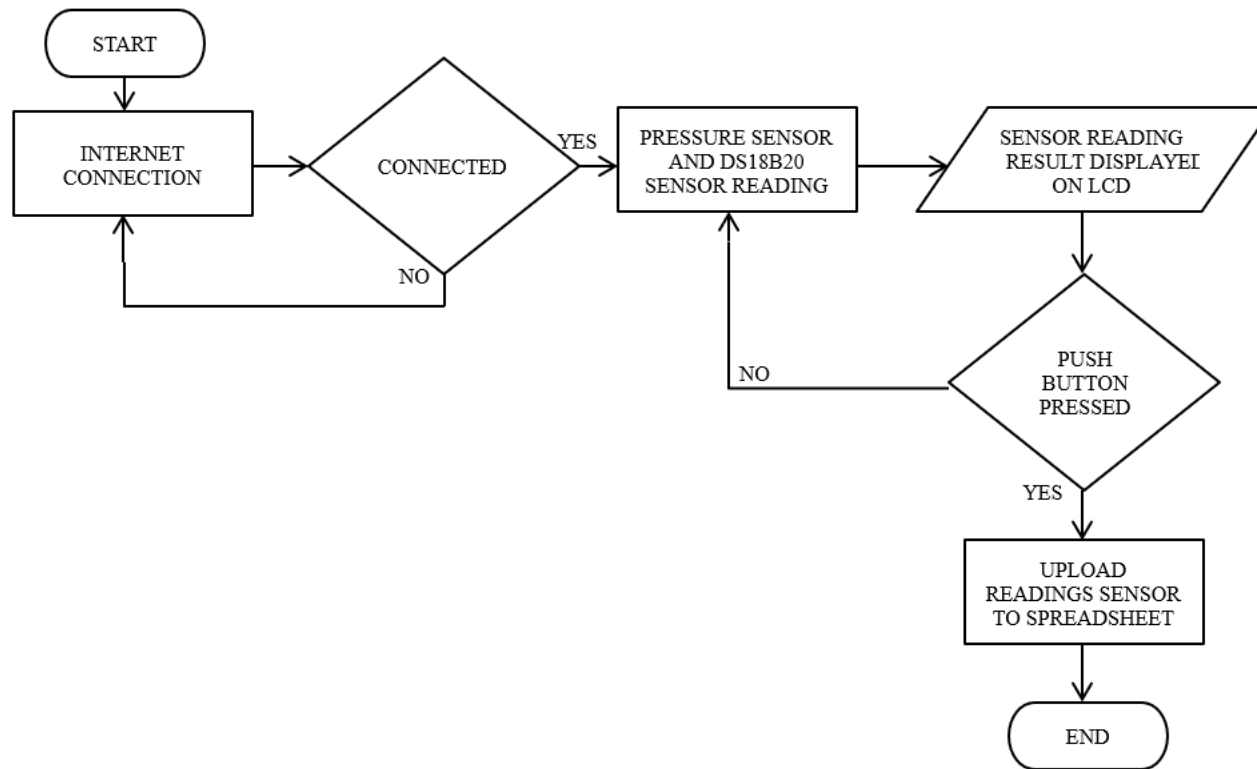 START
INTERNET
CONNECTION
CONNECTED
YES
NO
PRESSURE SENSOR
AND DS18B20
SENSOR READING
SENSOR READING
RESULT DISPLAYED
ON LCD
PUSH
BUTTON
PRESSED
NO
YES
UPLOAD
READINGS SENSOR
TO SPREADSHEET
END